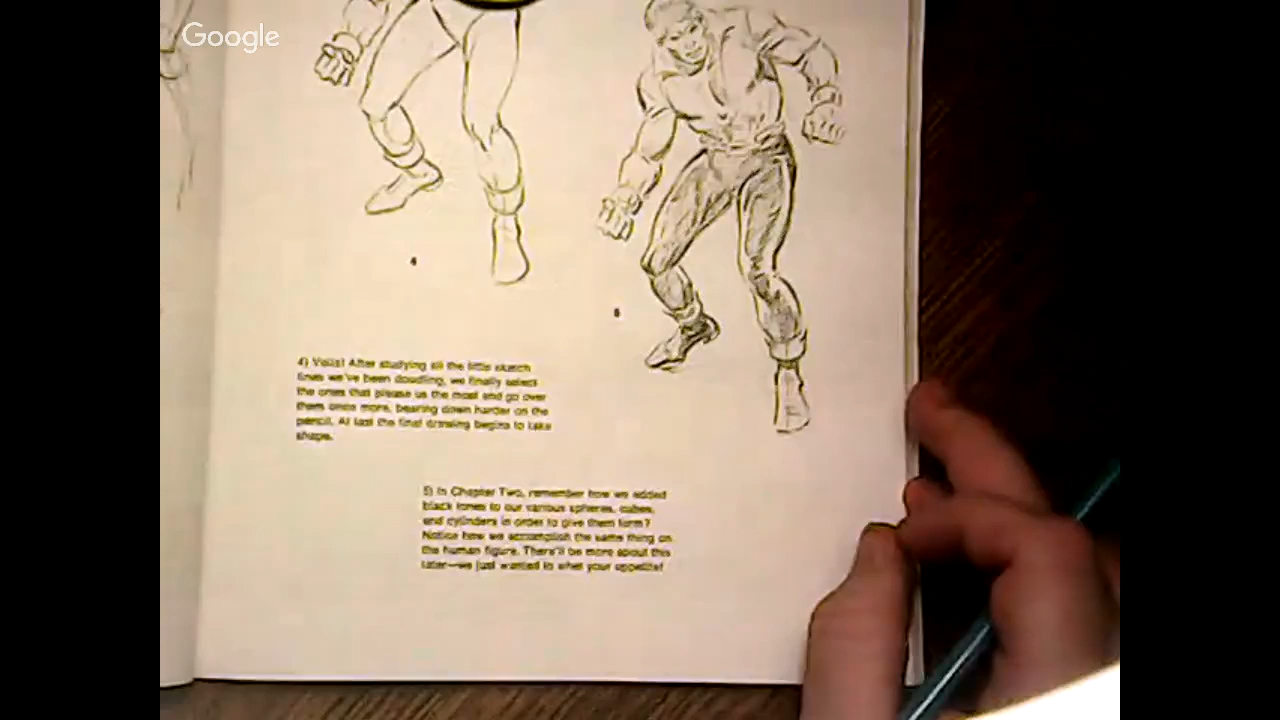 Google
4
5
4) Voila! After studying all the little sketch
lines we've been doodling, we finally select
the ones that please us the most and go over
them once more, bearing down harder on the
pencil. At last the final drawing begins to take
shape.
5) In Chapter Two, remember how we added
black tones to our various spheres, cubes,
and cylinders in order to give them form?
Notice how we accomplish the same thing on
the human figure. There'll be more about this
later—we just wanted to whet your appetite!